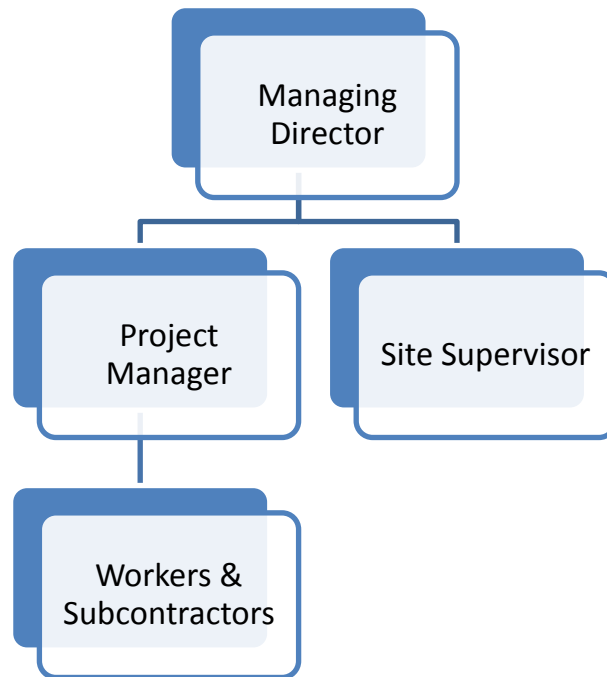 Managing
Director
Project
Manager
Site Supervisor
Workers &
Subcontractors